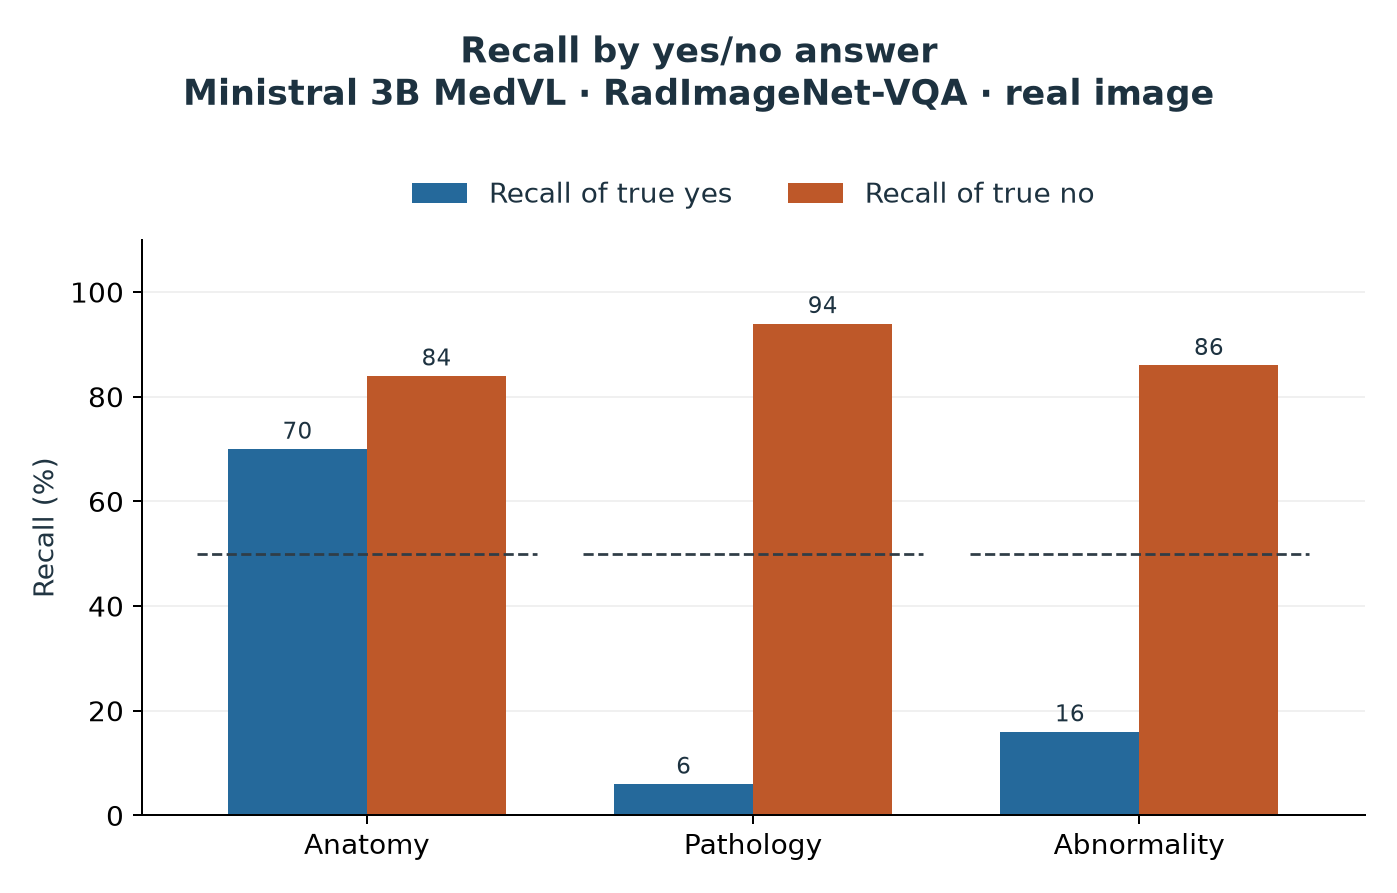 Recall by yes/no answer
Ministral 3B MedVL · RadImageNet-VQA · real image
Recall of true yes
Recall of true no
Recall (%)
100
80
60
40
20
0
70
84
6
94
16
86
Anatomy
Pathology
Abnormality